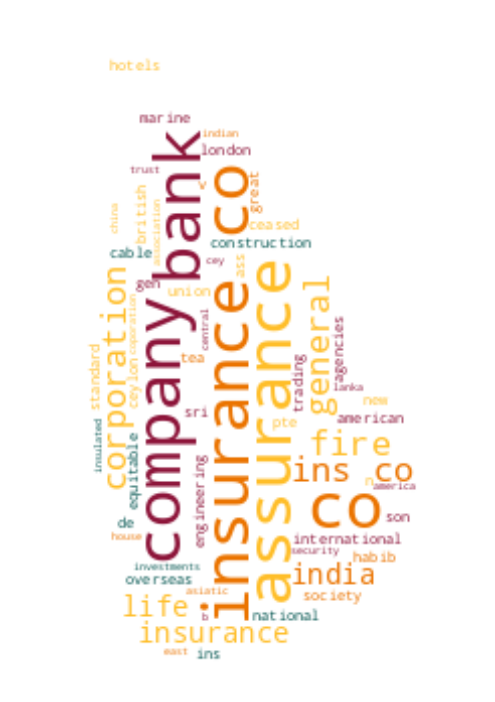 hotels
marine
indian
bank
london
trust
v
co
great
british
china
association
ceased
construction
cable
cey
ass
gen
union
corporation
company
insurance
assurance
general
ceylon
coporation
central
standard
tea
trading
agencies
lanka
sri
new
pte
american
insulated
equitable
engineering
fire
ins co
n
america
co
son
de
house
international
security
habib
investments
overseas
india
asiatic
society
life
b
national
insurance
east
ins